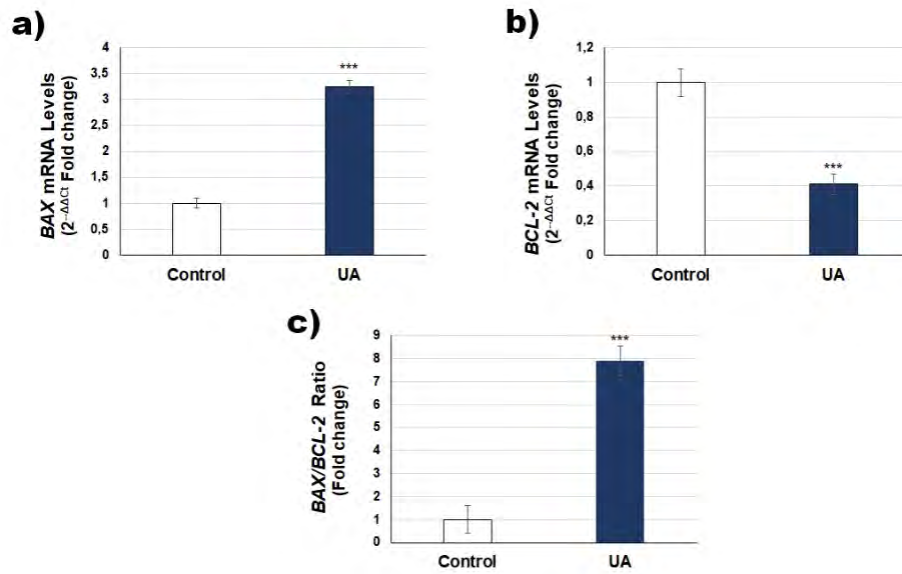 a)
BAX mRNA Levels
(2^-ΔΔCt Fold change)
4
3,5
3
2,5
2
1,5
1
0,5
0
***
Control UA
b)
BCL-2 mRNA Levels
(2^-ΔΔCt Fold change)
1,2
1
0,8
0,6
0,4
0,2
0
***
Control UA
c)
BAX/BCL-2 Ratio
(Fold change)
9
8
7
6
5
4
3
2
1
0
***
Control UA